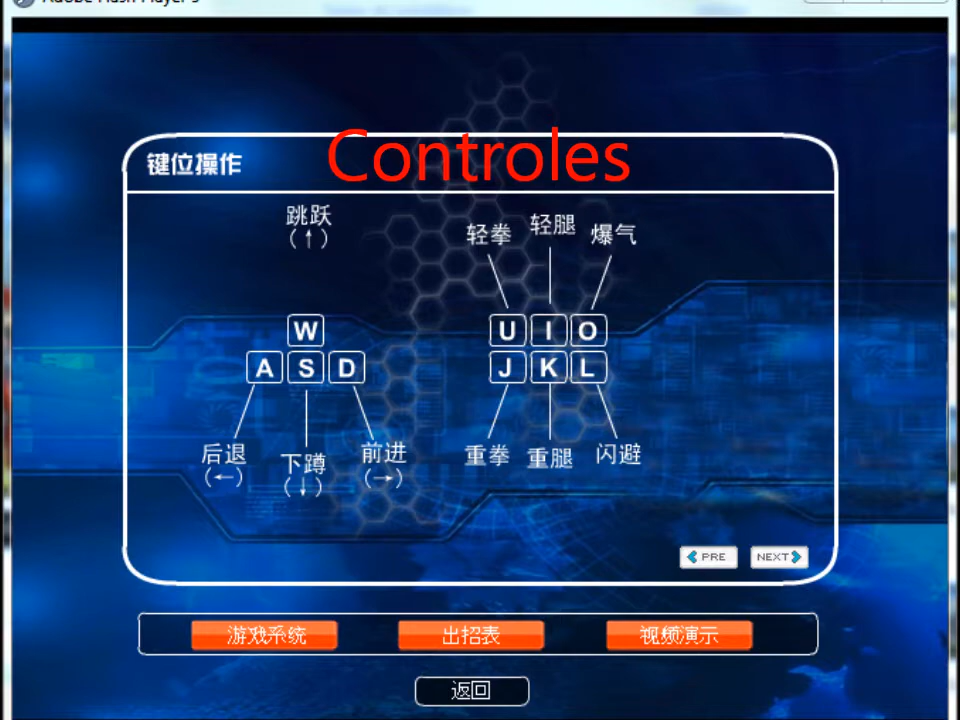 Adobe Flash Player 9
键位操作
Controles
跳跃
(↑)
轻拳
轻腿
爆气
W
U I O
A S D
J K L
后退
(←)
下蹲
(↓)
前进
(→)
重拳
重腿
闪避
PRE
NEXT
游戏系统
出招表
视频演示
返回